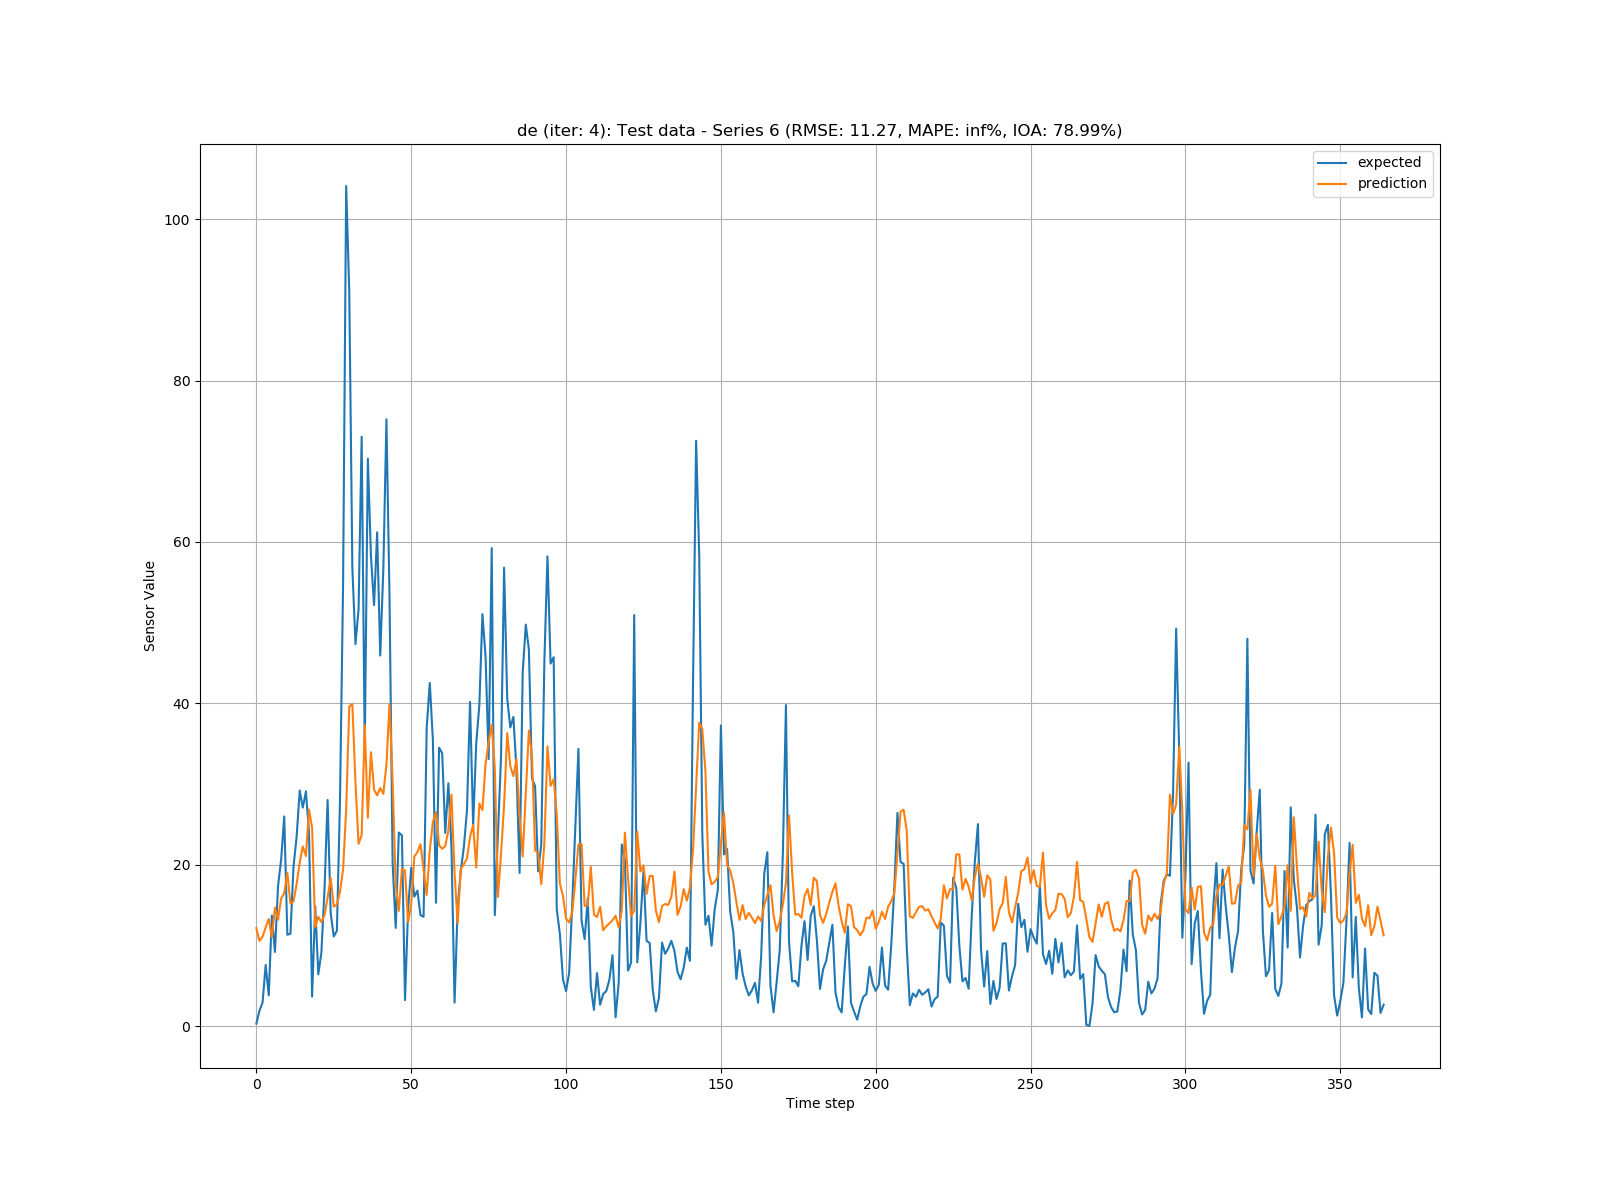 de (iter: 4): Test data - Series 6 (RMSE: 11.27, MAPE: inf%, IOA: 78.99%)
expected
prediction
100
80
60
40
20
0
Sensor Value
0 50 100 150 200 250 300 350
Time step